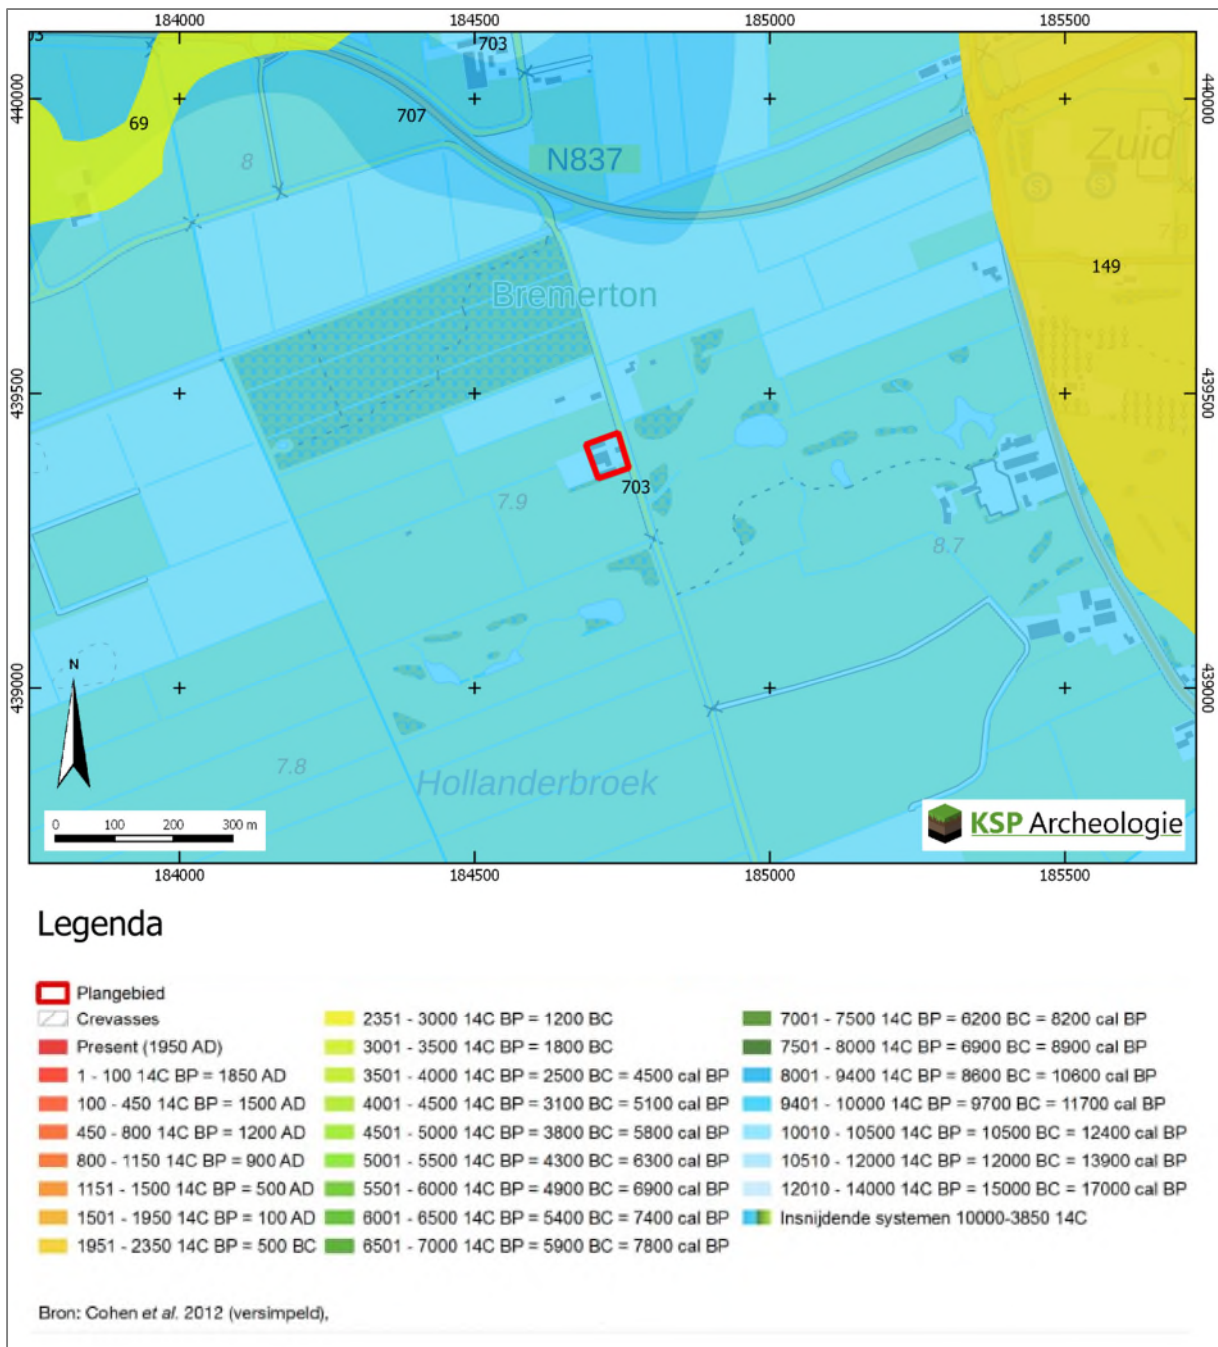 184000 184500 185000 185500
703
440000 440000
707
69
8
N837
Zuid
7.8
149
Bremerton
439500 439500
703
7.9
8.7
N
439000 439000
7.8
Hollanderbroek
0 100 200 300 m
KSP Archeologie
184000 184500 185000 185500
Legenda
Plangebied
Crevasses
Present (1950 AD)
1 - 100 14C BP = 1850 AD
100 - 450 14C BP = 1500 AD
450 - 800 14C BP = 1200 AD
800 - 1150 14C BP = 900 AD
1151 - 1500 14C BP = 500 AD
1501 - 1950 14C BP = 100 AD
1951 - 2350 14C BP = 500 BC
2351 - 3000 14C BP = 1200 BC
3001 - 3500 14C BP = 1800 BC
3501 - 4000 14C BP = 2500 BC = 4500 cal BP
4001 - 4500 14C BP = 3100 BC = 5100 cal BP
4501 - 5000 14C BP = 3800 BC = 5800 cal BP
5001 - 5500 14C BP = 4300 BC = 6300 cal BP
5501 - 6000 14C BP = 4900 BC = 6900 cal BP
6001 - 6500 14C BP = 5400 BC = 7400 cal BP
6501 - 7000 14C BP = 5900 BC = 7800 cal BP
7001 - 7500 14C BP = 6200 BC = 8200 cal BP
7501 - 8000 14C BP = 6900 BC = 8900 cal BP
8001 - 9400 14C BP = 8600 BC = 10600 cal BP
9401 - 10000 14C BP = 9700 BC = 11700 cal BP
10010 - 10500 14C BP = 10500 BC = 12400 cal BP
10510 - 12000 14C BP = 12000 BC = 13900 cal BP
12010 - 14000 14C BP = 15000 BC = 17000 cal BP
Insnijdende systemen 10000-3850 14C
Bron: Cohen et al. 2012 (versimpeld),